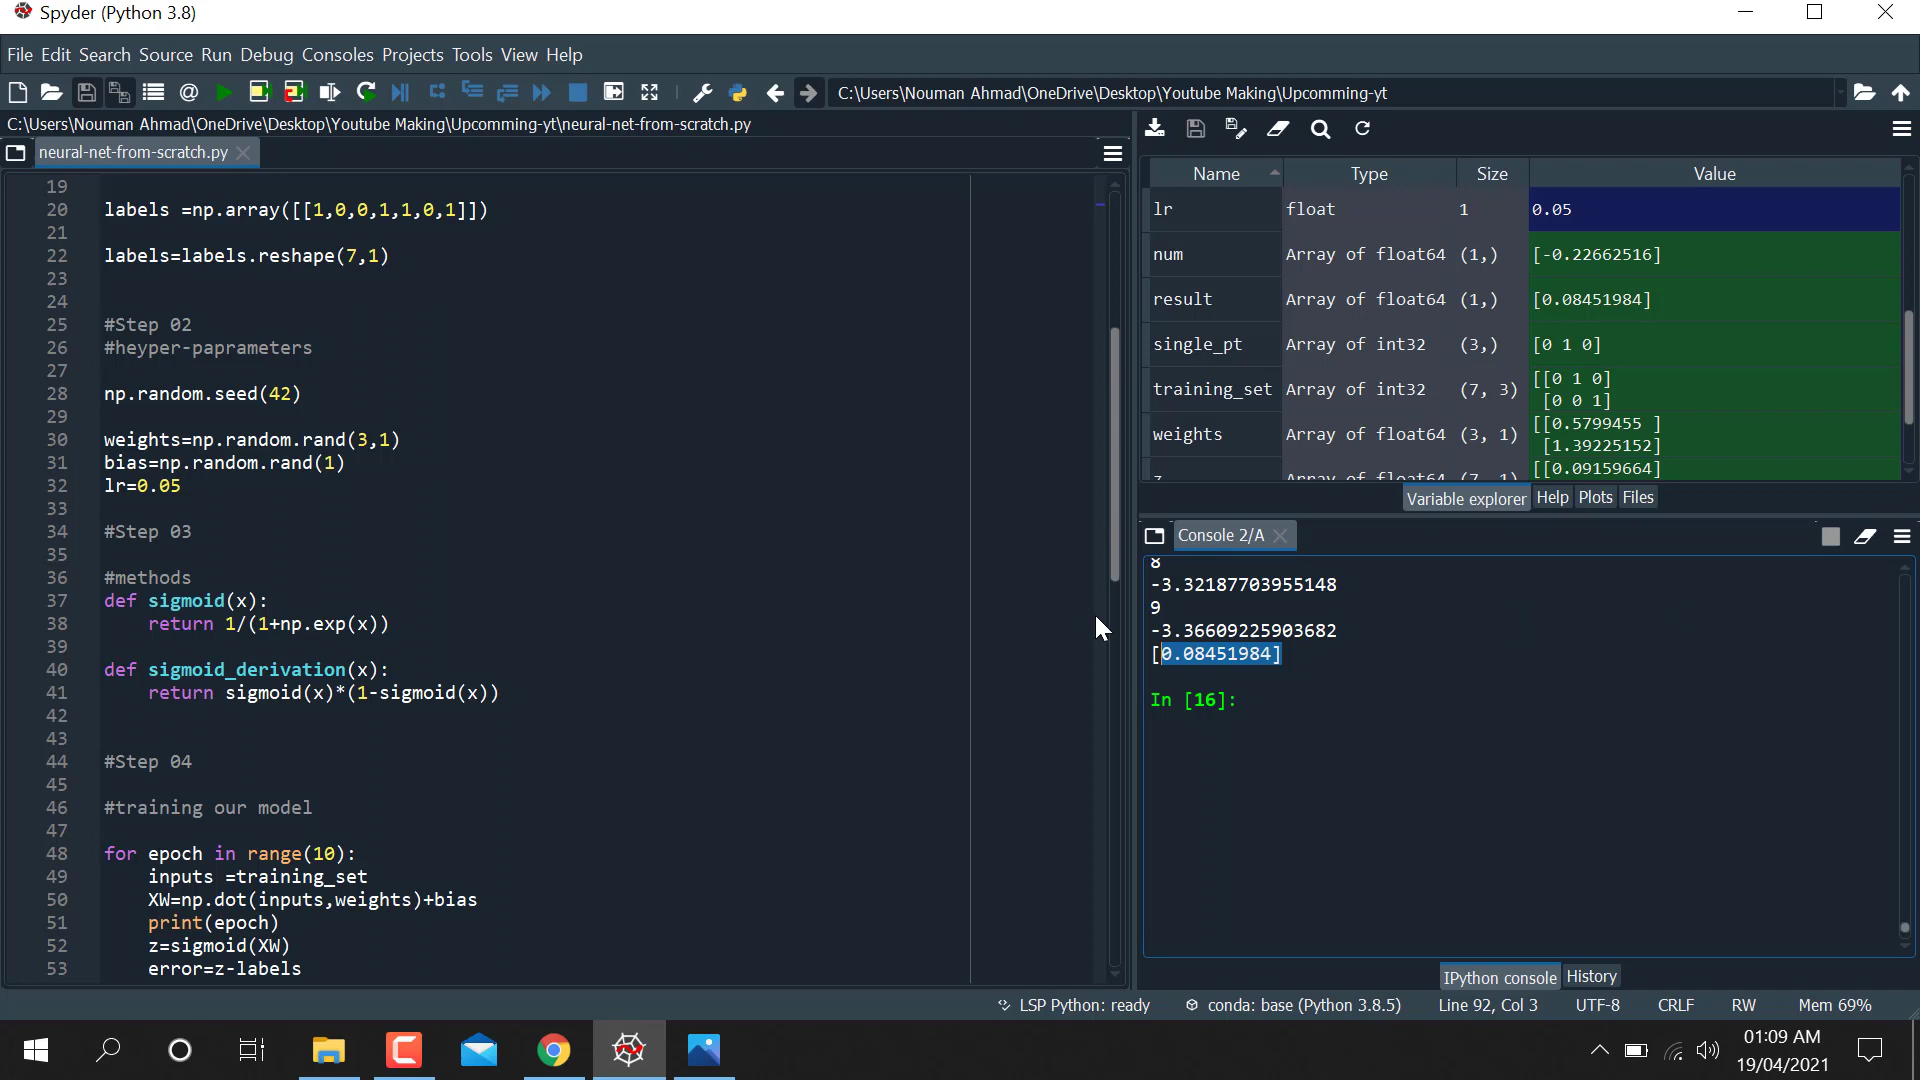 Spyder (Python 3.8)
File Edit Search Source Run Debug Consoles Projects Tools View Help
C:\Users\Nouman Ahmad\OneDrive\Desktop\Youtube Making\Upcomming-yt
C:\Users\Nouman Ahmad\OneDrive\Desktop\Youtube Making\Upcomming-yt\neural-net-from-scratch.py
neural-net-from-scratch.py
19
20 labels =np.array([[1,0,0,1,1,0,1]])
21
22 labels=labels.reshape(7,1)
23
24
25 #Step 02
26 #heyper-paprameters
27
28 np.random.seed(42)
29
30 weights=np.random.rand(3,1)
31 bias=np.random.rand(1)
32 lr=0.05
33
34 #Step 03
35
36 #methods
37 def sigmoid(x):
38 return 1/(1+np.exp(x))
39
40 def sigmoid_derivation(x):
41 return sigmoid(x)*(1-sigmoid(x))
42
43
44 #Step 04
45
46 #training our model
47
48 for epoch in range(10):
49 inputs =training_set
50 XW=np.dot(inputs,weights)+bias
51 print(epoch)
52 z=sigmoid(XW)
53 error=z-labels
Name Type Size Value
lr float 1 0.05
num Array of float64 (1,) [-0.22662516]
result Array of float64 (1,) [0.08451984]
single_pt Array of int32 (3,) [0 1 0]
training_set Array of int32 (7, 3) [[0 1 0]
[0 0 1]
weights Array of float64 (3, 1) [[0.5799455 ]
[1.39225152]
z Array of float64 (7, 1) [[0.09159664]
Variable explorer Help Plots Files
Console 2/A
8
-3.32187703955148
9
-3.36609225903682
[0.08451984]
In [16]:
IPython console History
LSP Python: ready conda: base (Python 3.8.5) Line 92, Col 3 UTF-8 CRLF RW Mem 69%
01:09 AM
19/04/2021